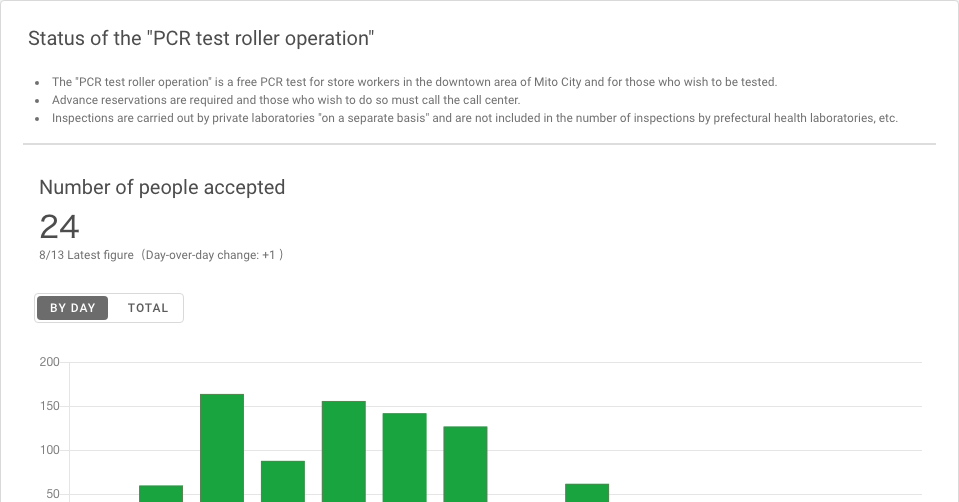 Status of the "PCR test roller operation"
• The "PCR test roller operation" is a free PCR test for store workers in the downtown area of Mito City and for those who wish to be tested.
• Advance reservations are required and those who wish to do so must call the call center.
• Inspections are carried out by private laboratories "on a separate basis" and are not included in the number of inspections by prefectural health laboratories, etc.
Number of people accepted
24
8/13 Latest figure（Day-over-day change: +1 ）
BY DAY TOTAL
200
150
100
50